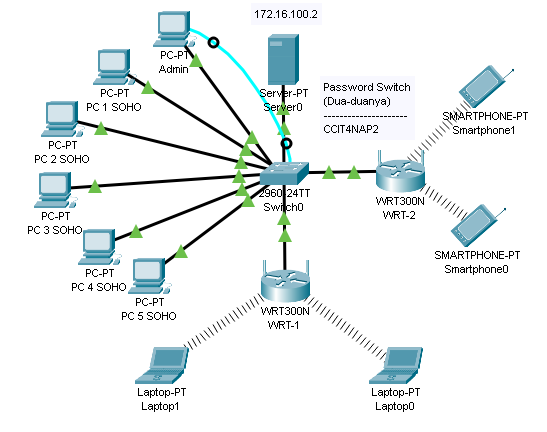 172.16.100.2
PC-PT
Admin
PC-PT
PC 1 SOHO
Server-PT
Server0
Password Switch
(Dua-duanya)
--------------------
CCIT4NAP2
SMARTPHONE-PT
Smartphone1
PC-PT
PC 2 SOHO
2960-24TT
Switch0
WRT300N
WRT-2
PC-PT
PC 3 SOHO
SMARTPHONE-PT
Smartphone0
PC-PT
PC 4 SOHO
PC-PT
PC 5 SOHO
WRT300N
WRT-1
Laptop-PT
Laptop1
Laptop-PT
Laptop0